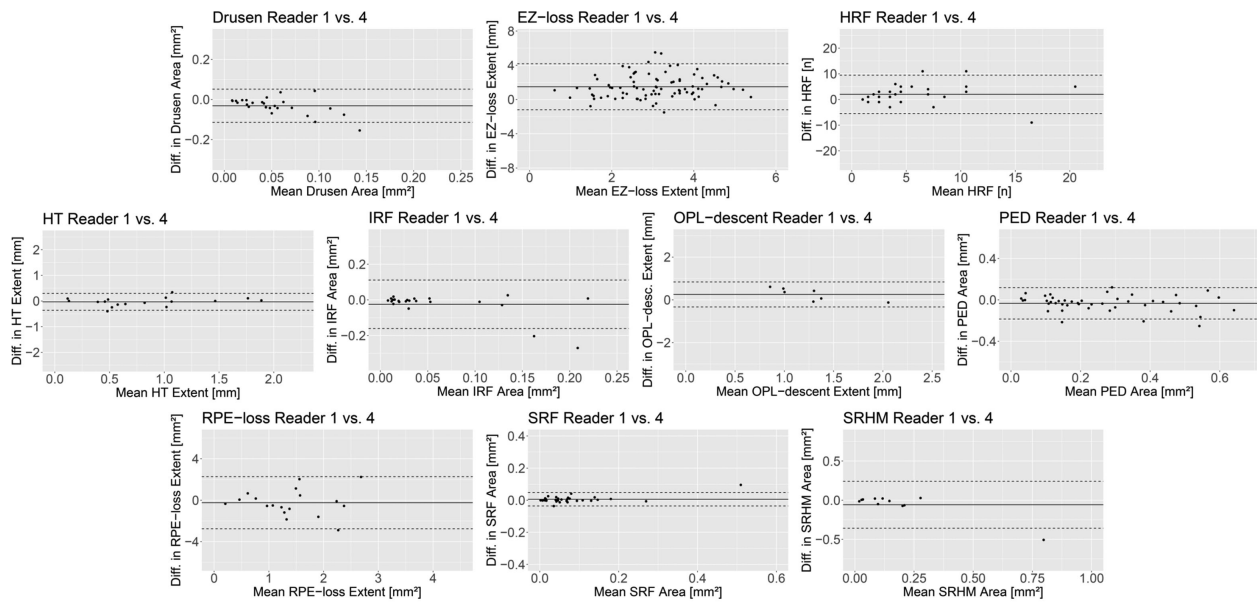 Drusen Reader 1 vs. 4
Diff. in Drusen Area [mm²]
0.2
0.0
−0.2
0.00 0.05 0.10 0.15 0.20 0.25
Mean Drusen Area [mm²]
EZ−loss Reader 1 vs. 4
Diff. in EZ−loss Extent [mm]
8
4
0
−4
−8
0 2 4 6
Mean EZ−loss Extent [mm]
HRF Reader 1 vs. 4
Diff. in HRF [n]
20
10
0
−10
−20
0 5 10 15 20
Mean HRF [n]
HT Reader 1 vs. 4
Diff. in HT Extent [mm]
2
1
0
−1
−2
0.0 0.5 1.0 1.5 2.0
Mean HT Extent [mm]
IRF Reader 1 vs. 4
Diff. in IRF Area [mm²]
0.2
0.0
−0.2
0.00 0.05 0.10 0.15 0.20 0.25
Mean IRF Area [mm²]
OPL−descent Reader 1 vs. 4
Diff. in OPL−desc. Extent [mm]
2
0
−2
0.0 0.5 1.0 1.5 2.0 2.5
Mean OPL−descent Extent [mm]
PED Reader 1 vs. 4
Diff. in PED Area [mm²]
0.4
0.0
−0.4
0.0 0.2 0.4 0.6
Mean PED Area [mm²]
RPE−loss Reader 1 vs. 4
Diff. in RPE−loss Extent [mm²]
4
0
−4
0 1 2 3 4
Mean RPE−loss Extent [mm²]
SRF Reader 1 vs. 4
Diff. in SRF Area [mm²]
0.4
0.2
0.0
−0.2
−0.4
0.0 0.2 0.4 0.6
Mean SRF Area [mm²]
SRHM Reader 1 vs. 4
Diff. in SRHM Area [mm²]
0.5
0.0
−0.5
0.00 0.25 0.50 0.75 1.00
Mean SRHM Area [mm²]